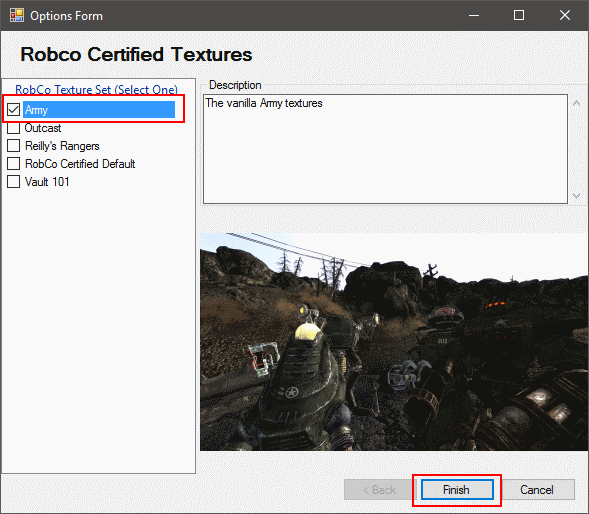 Options Form
Robco Certified Textures
RobCo Texture Set (Select One)
Army
Outcast
Reilly's Rangers
RobCo Certified Default
Vault 101
Description
The vanilla Army textures
< Back
Finish
Cancel